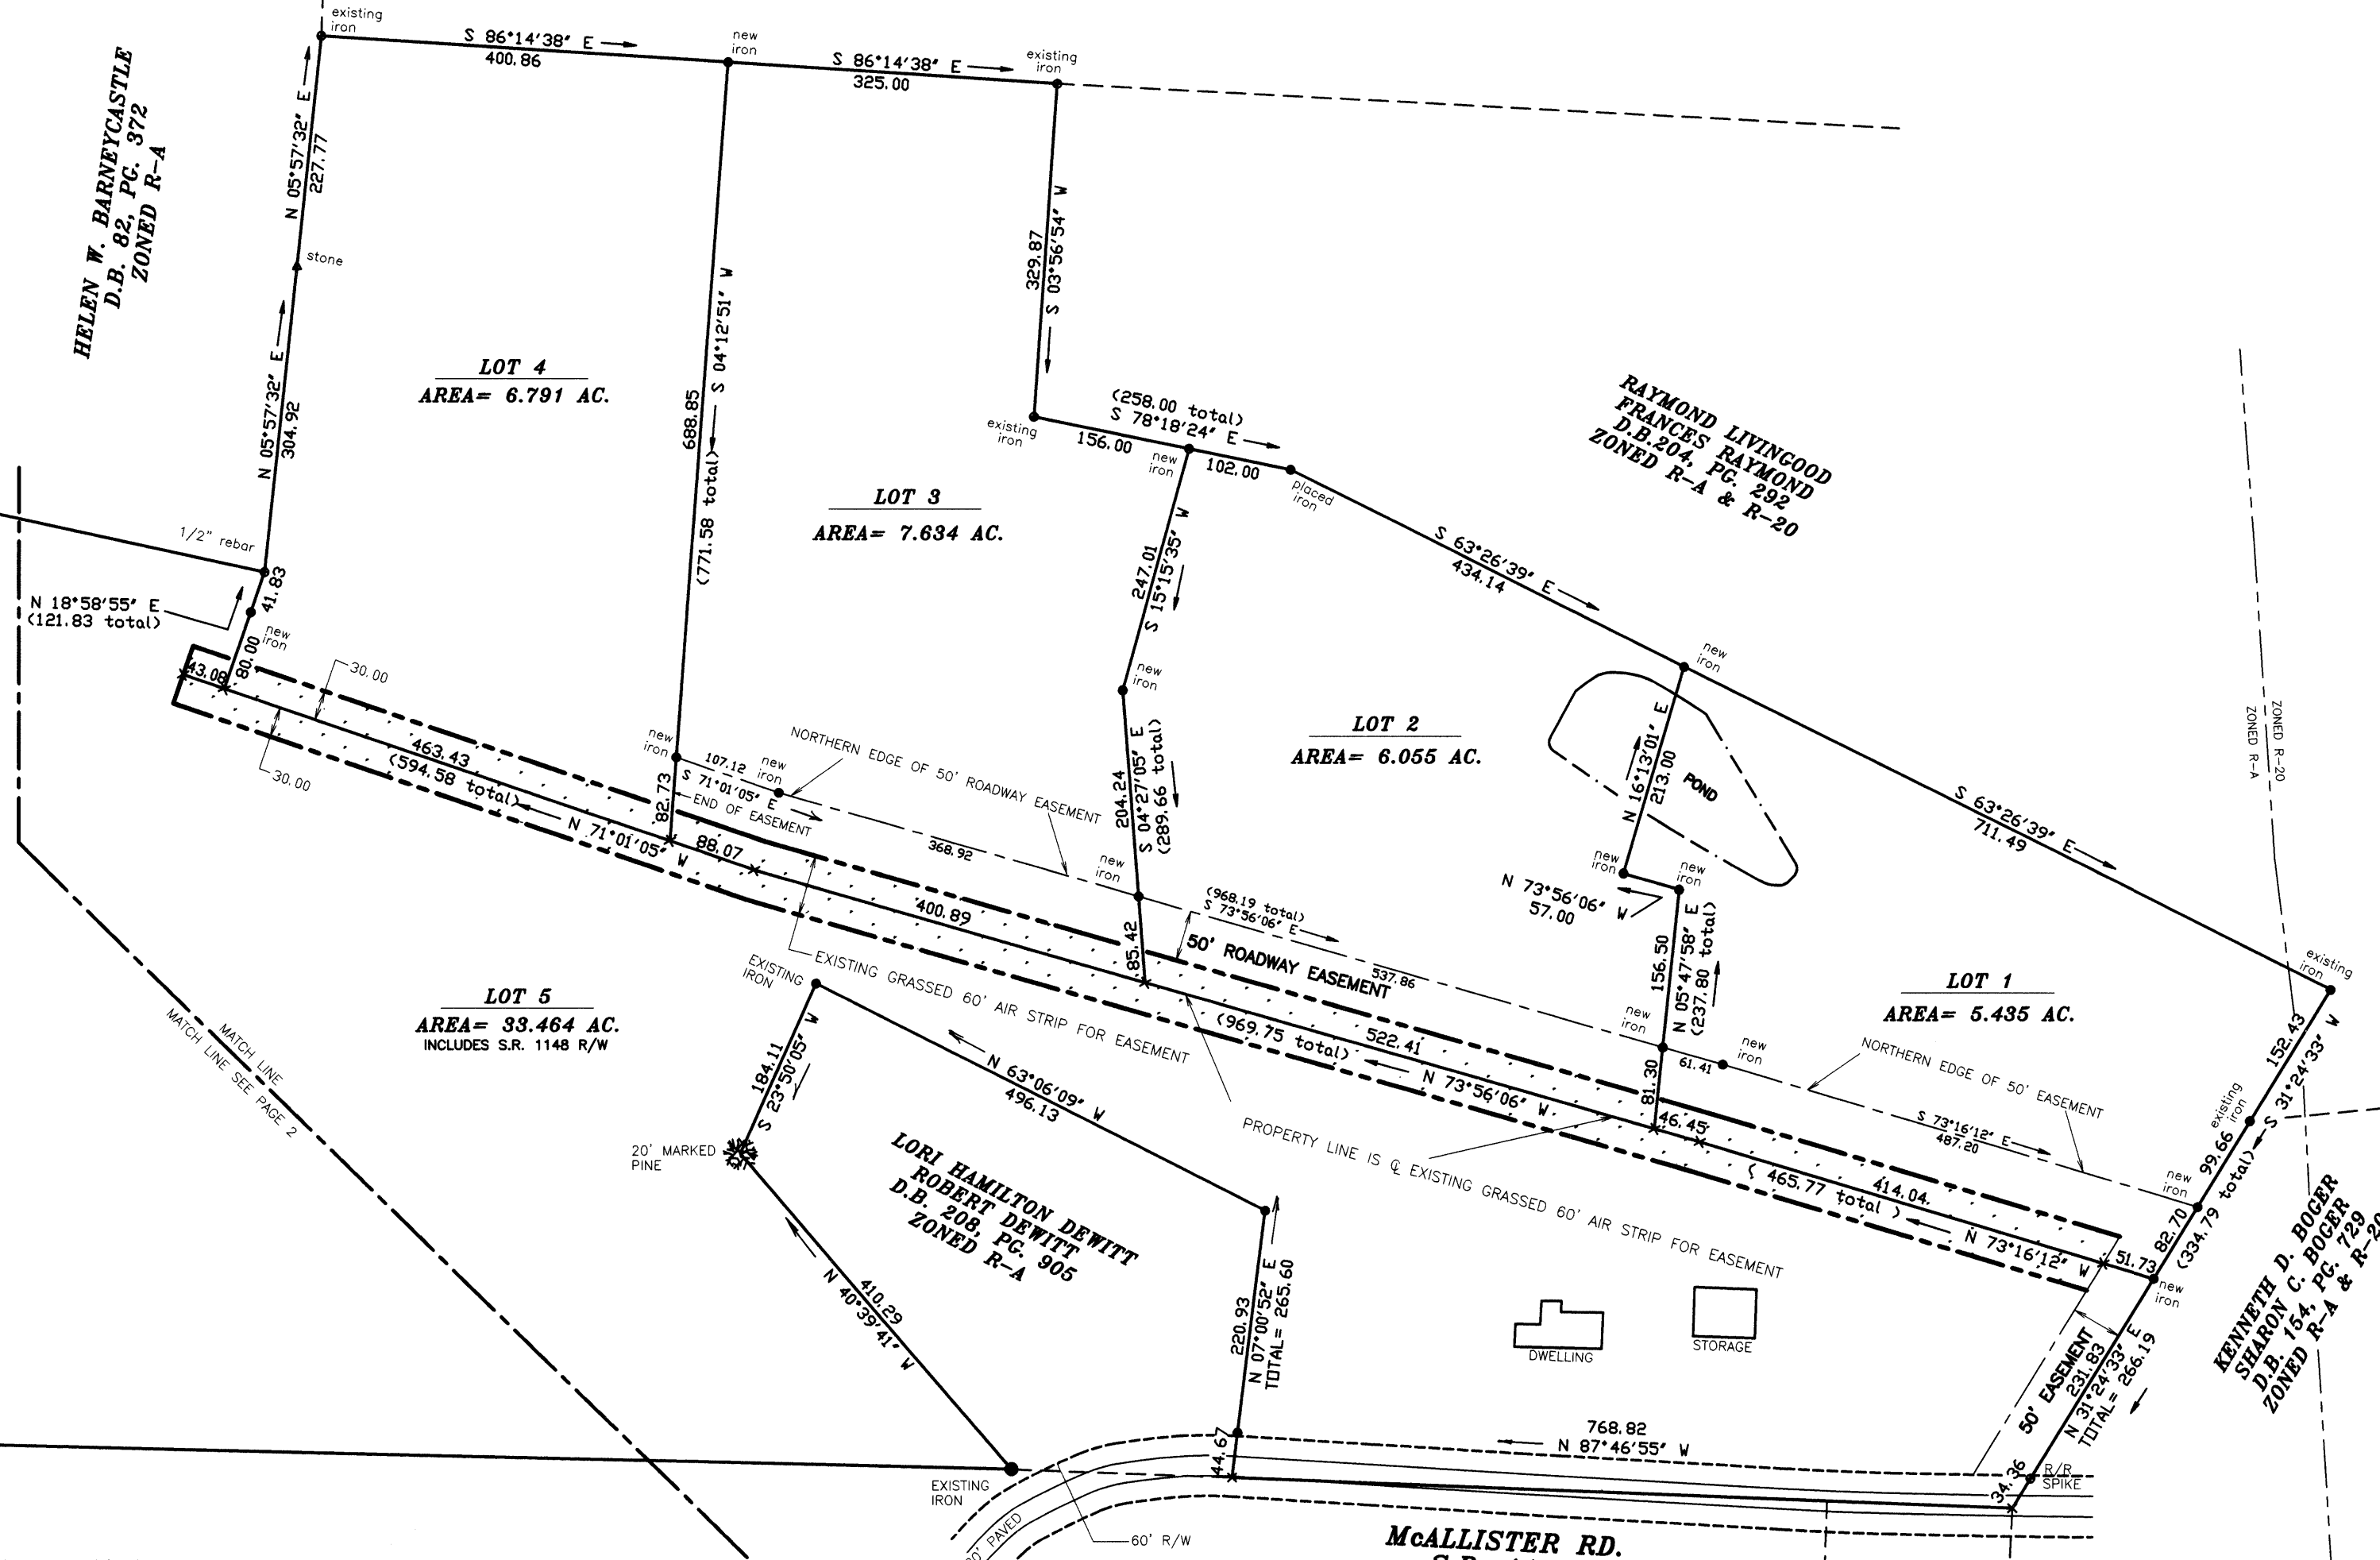 existing
iron
S 86°14'38" E
400.86
new
iron
S 86°14'38" E
325.00
existing
iron
HELEN W. BARNEYCASTLE
D.B. 82, PG. 372
ZONED R-A
N 05°57'32" E
227.77
stone
N 05°57'32" E
304.92
1/2" rebar
N 18°58'55" E
(121.83 total)
41.83
new
iron
80.00
43.08
30.00
30.00
LOT 4
AREA= 6.791 AC.
688.85
S 04°12'51" W
(771.58 total)
329.87
S 03°56'54" W
LOT 3
AREA= 7.634 AC.
existing
iron
(258.00 total)
S 78°18'24" E
156.00
new
iron
102.00
placed
iron
RAYMOND LIVINGOOD
FRANCES RAYMOND
D.B.204, PG. 292
ZONED R-A & R-20
S 63°26'39" E
434.14
247.01
S 15°15'35" W
new
iron
new
iron
LOT 2
AREA= 6.055 AC.
N 16°13'01" E
213.00
POND
ZONED R-20
ZONED R-A
S 63°26'39" E
711.49
463.43
(594.58 total)
N 71°01'05" W
new
iron
107.12
new
iron
S 71°01'05" E
END OF EASEMENT
82.73
88.07
NORTHERN EDGE OF 50' ROADWAY EASEMENT
368.92
204.24
S 04°27'05" E
(289.66 total)
new
iron
85.42
400.89
(968.19 total)
S 73°56'06" E
50' ROADWAY EASEMENT
537.86
new
iron
N 73°56'06" W
57.00
156.50
N 05°47'58" E
(237.80 total)
new
iron
81.30
61.41
new
iron
LOT 1
AREA= 5.435 AC.
existing
iron
152.43
S 31°24'33" W
existing
iron
99.66
(334.79 total)
NORTHERN EDGE OF 50' EASEMENT
S 73°16'12" E
487.20
new
iron
82.70
LOT 5
AREA= 33.464 AC.
INCLUDES S.R. 1148 R/W
MATCH LINE
MATCH LINE SEE PAGE 2
EXISTING
IRON
EXISTING GRASSED 60' AIR STRIP FOR EASEMENT
(969.75 total)
522.41
N 73°56'06" W
46.45
(465.77 total)
414.04
N 73°16'12" W
51.73
new
iron
184.11
S 23°50'05" W
N 63°06'09" W
496.13
20' MARKED
PINE
PROPERTY LINE IS ℄ EXISTING GRASSED 60' AIR STRIP FOR EASEMENT
LORI HAMILTON DEWITT
ROBERT DEWITT
D.B. 208, PG. 905
ZONED R-A
KENNETH D. BOGER
SHARON C. BOGER
D.B. 154, PG. 729
ZONED R-A & R-20
410.29
N 40°39'41" W
220.93
N 07°00'52" E
TOTAL= 265.60
DWELLING
STORAGE
50' EASEMENT
231.83
N 31°24'33" E
TOTAL= 266.19
768.82
N 87°46'55" W
44.67
EXISTING
IRON
34.36
R/R
SPIKE
PAVED
60' R/W
McALLISTER RD.